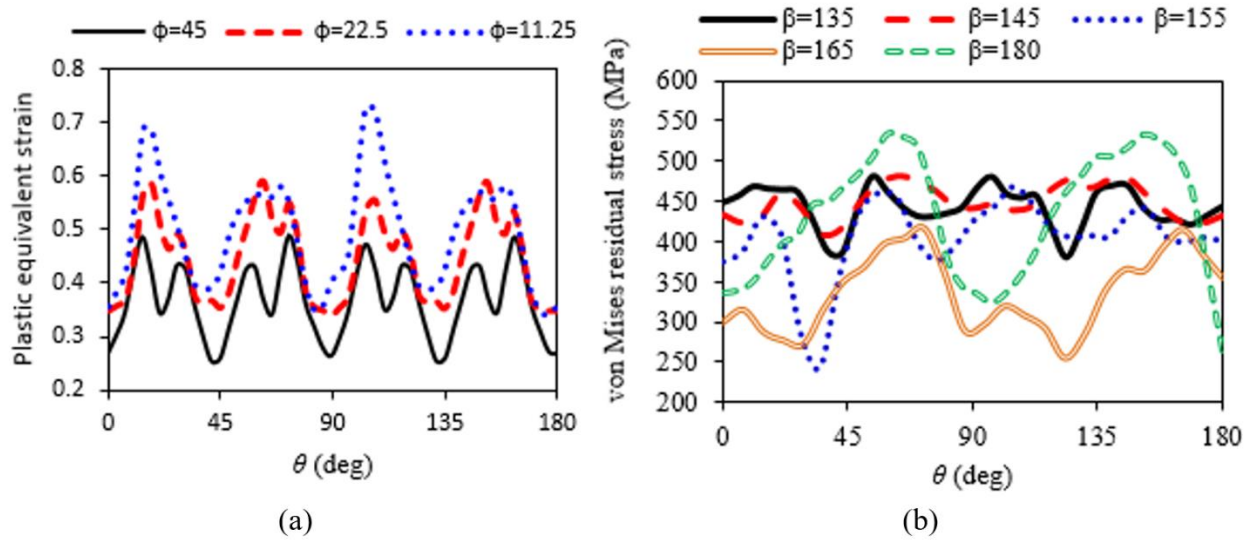 ϕ=45 ϕ=22.5 ϕ=11.25
Plastic equivalent strain
0.8
0.7
0.6
0.5
0.4
0.3
0.2
0 45 90 135 180
θ (deg)
(a)
β=135 β=145 β=155
β=165 β=180
von Mises residual stress (MPa)
600
550
500
450
400
350
300
250
200
0 45 90 135 180
θ (deg)
(b)